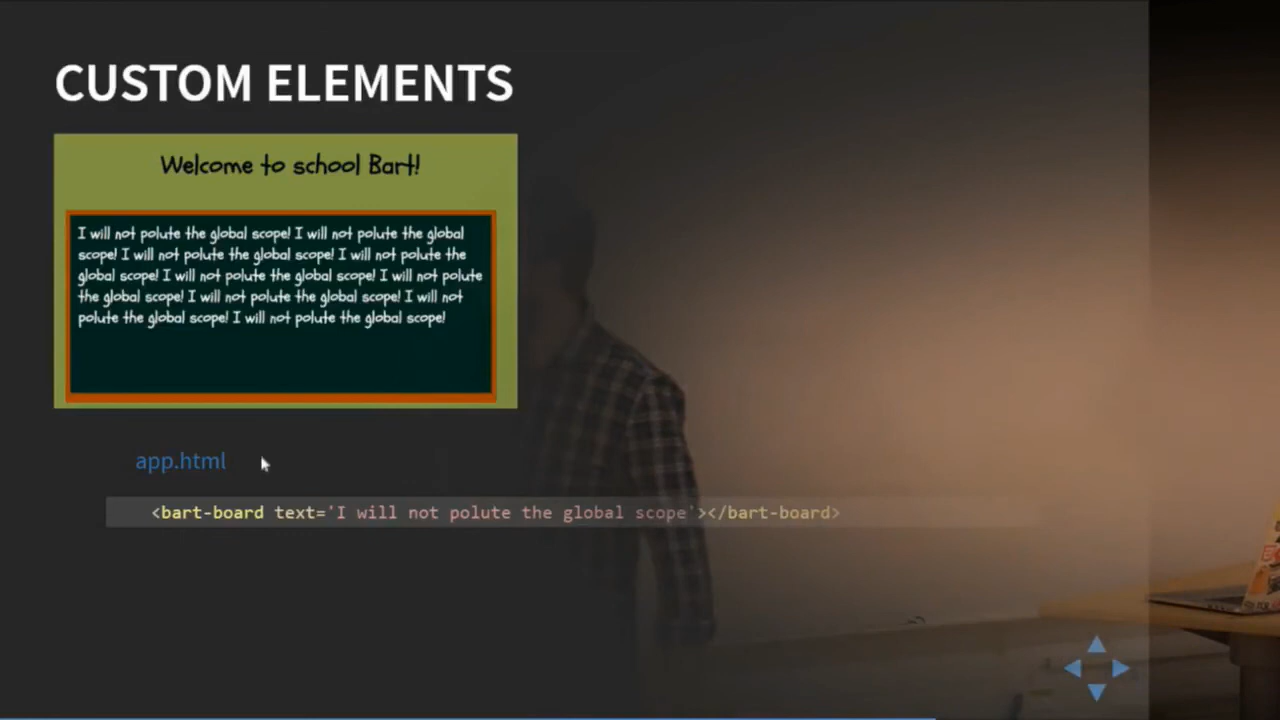 CUSTOM ELEMENTS
Welcome to school Bart!
I will not polute the global scope! I will not polute the global
scope! I will not polute the global scope! I will not polute the
global scope! I will not polute the global scope! I will not polute
the global scope! I will not polute the global scope! I will not
polute the global scope! I will not polute the global scope!
app.html
<bart-board text='I will not polute the global scope'></bart-board>